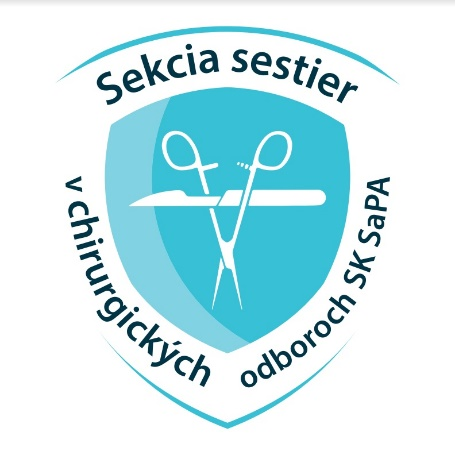 Sekcia sestier
v chirurgických
odboroch SK SaPA